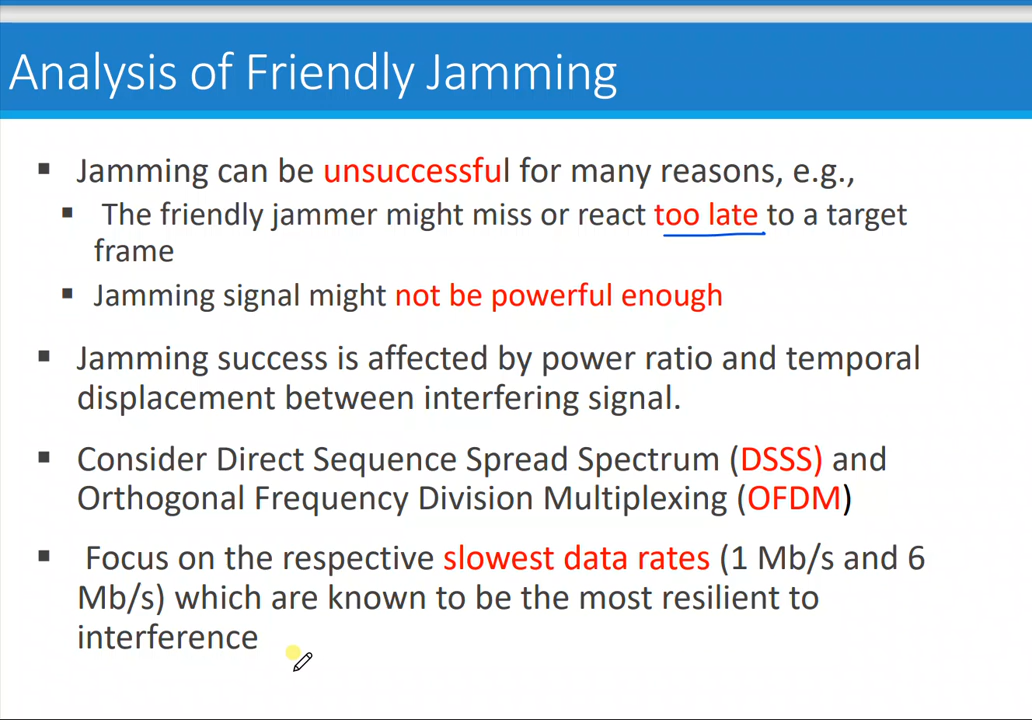 Analysis of Friendly Jamming
▪ Jamming can be unsuccessful for many reasons, e.g.,
▪ The friendly jammer might miss or react too late to a target
frame
▪ Jamming signal might not be powerful enough
▪ Jamming success is affected by power ratio and temporal
displacement between interfering signal.
▪ Consider Direct Sequence Spread Spectrum (DSSS) and
Orthogonal Frequency Division Multiplexing (OFDM)
▪ Focus on the respective slowest data rates (1 Mb/s and 6
Mb/s) which are known to be the most resilient to
interference